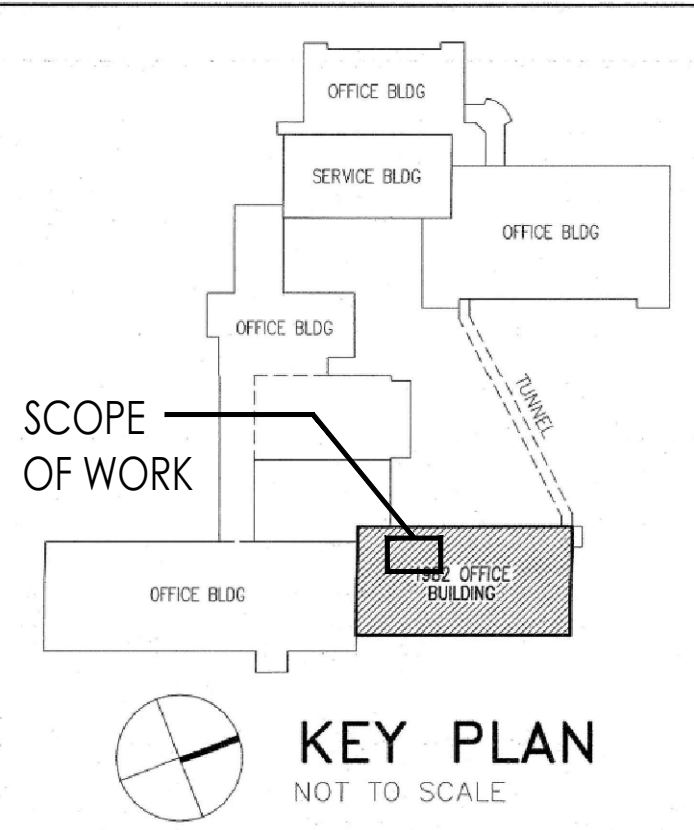 OFFICE BLDG
SERVICE BLDG
OFFICE BLDG
OFFICE BLDG
TUNNEL
SCOPE
OF WORK
1982 OFFICE
BUILDING
OFFICE BLDG
KEY PLAN
NOT TO SCALE